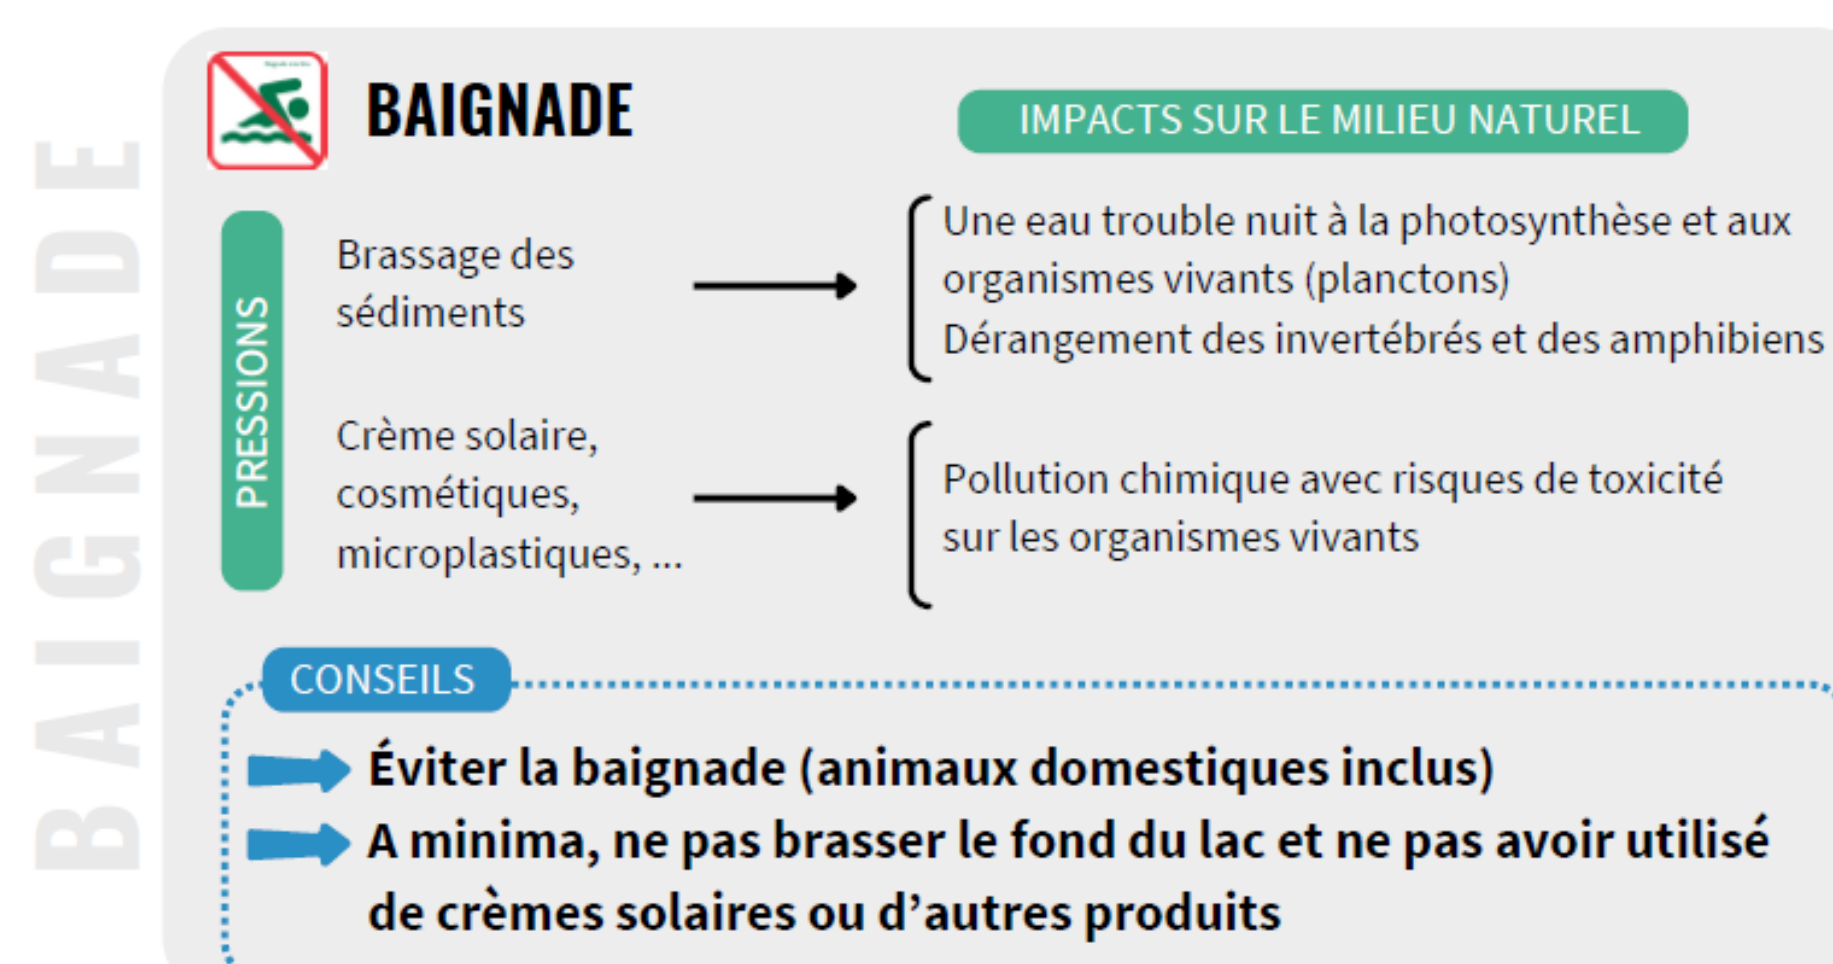 BAIGNADE
BAIGNADE
IMPACTS SUR LE MILIEU NATUREL
PRESSIONS
Brassage des
sédiments
Une eau trouble nuit à la photosynthèse et aux
organismes vivants (planctons)
Dérangement des invertébrés et des amphibiens
Crème solaire,
cosmétiques,
microplastiques, ...
Pollution chimique avec risques de toxicité
sur les organismes vivants
CONSEILS
Éviter la baignade (animaux domestiques inclus)
A minima, ne pas brasser le fond du lac et ne pas avoir utilisé
de crèmes solaires ou d’autres produits